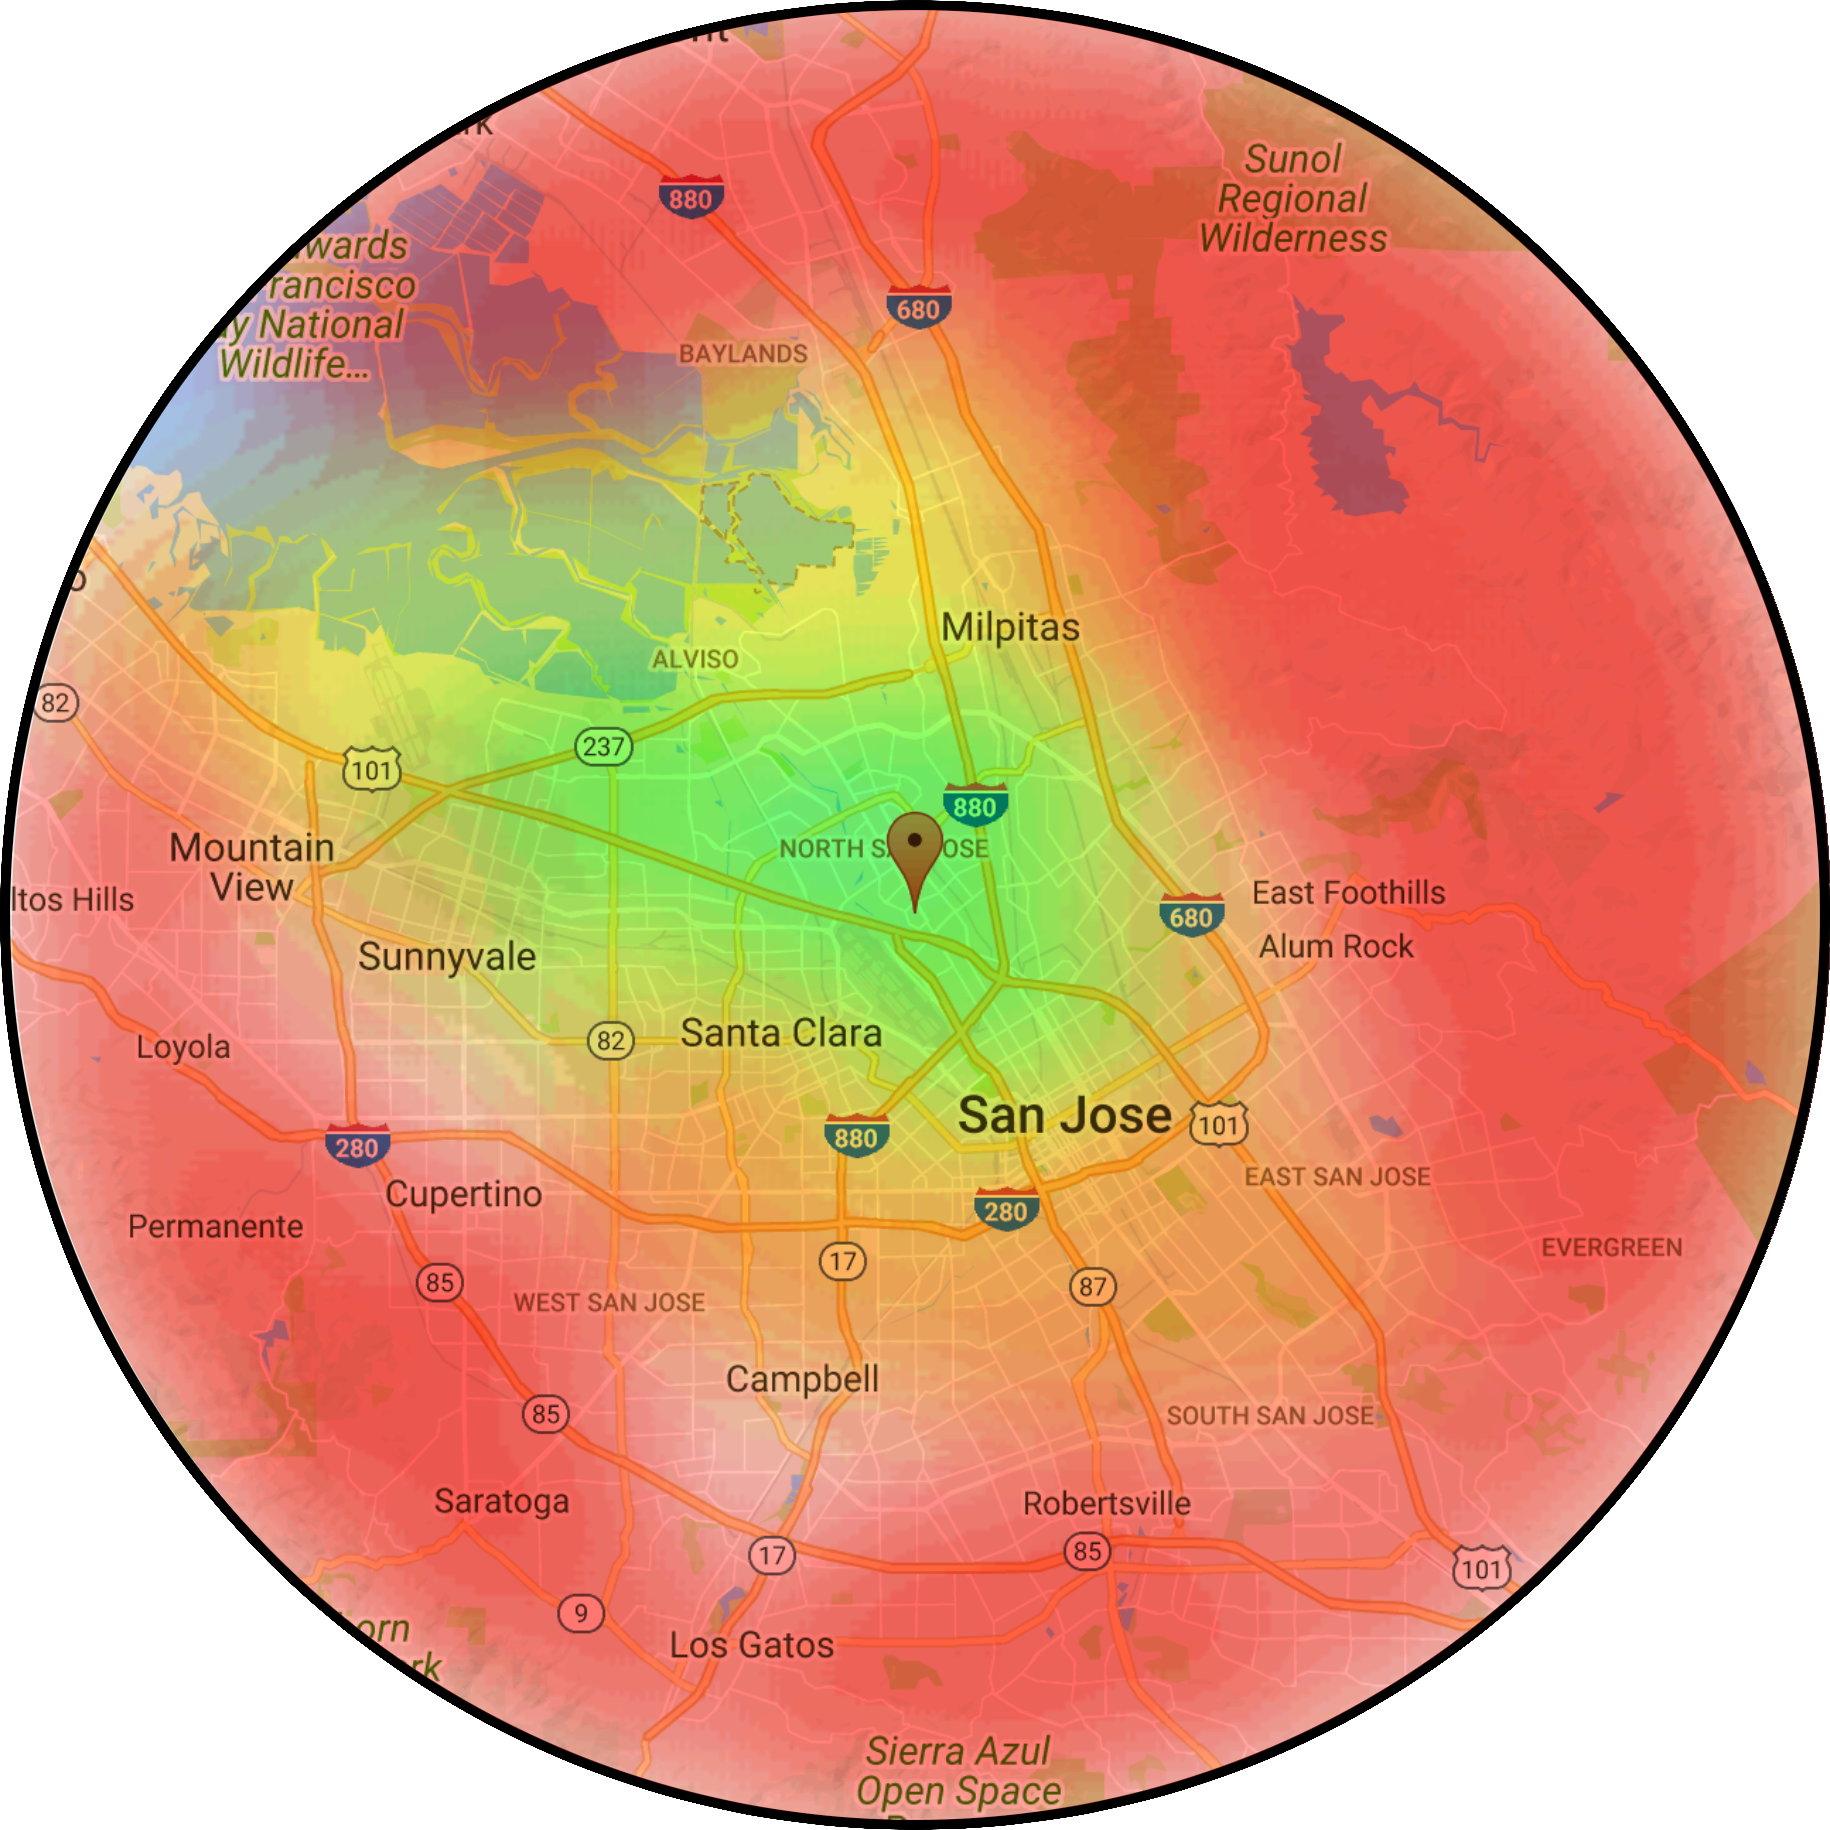 880
Sunol
Regional
Wilderness
wards
rancisco
y National
Wildlife...
680
BAYLANDS
Milpitas
ALVISO
82
237
101
880
Mountain
View
NORTH S
OSE
ltos Hills
680
East Foothills
Alum Rock
Sunnyvale
Loyola
82
Santa Clara
San Jose
880
101
280
Cupertino
EAST SAN JOSE
280
Permanente
EVERGREEN
17
85
87
WEST SAN JOSE
Campbell
85
SOUTH SAN JOSE
Saratoga
Robertsville
17
85
101
9
orn
rk
Los Gatos
Sierra Azul
Open Space